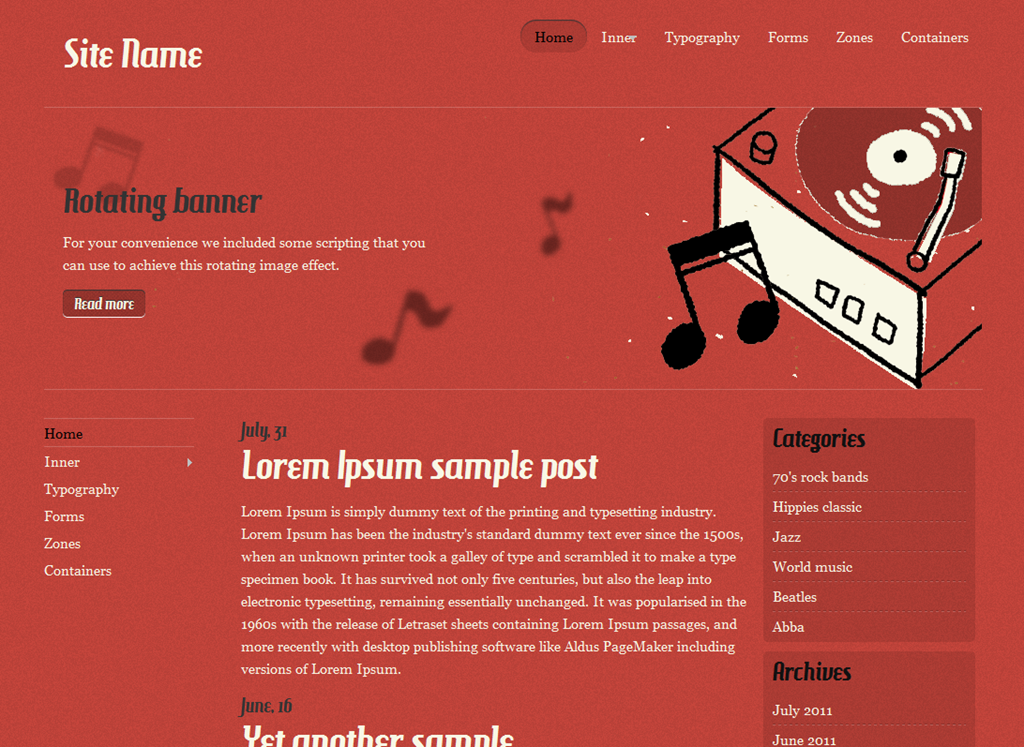 Site Name
Home Inner Typography Forms Zones Containers
Rotating banner
For your convenience we included some scripting that you
can use to achieve this rotating image effect.
Read more
Home
Inner
Typography
Forms
Zones
Containers
July, 31
Lorem Ipsum sample post
Lorem Ipsum is simply dummy text of the printing and typesetting industry.
Lorem Ipsum has been the industry's standard dummy text ever since the 1500s,
when an unknown printer took a galley of type and scrambled it to make a type
specimen book. It has survived not only five centuries, but also the leap into
electronic typesetting, remaining essentially unchanged. It was popularised in the
1960s with the release of Letraset sheets containing Lorem Ipsum passages, and
more recently with desktop publishing software like Aldus PageMaker including
versions of Lorem Ipsum.
June, 16
Yet another sample
Categories
70's rock bands
Hippies classic
Jazz
World music
Beatles
Abba
Archives
July 2011
June 2011